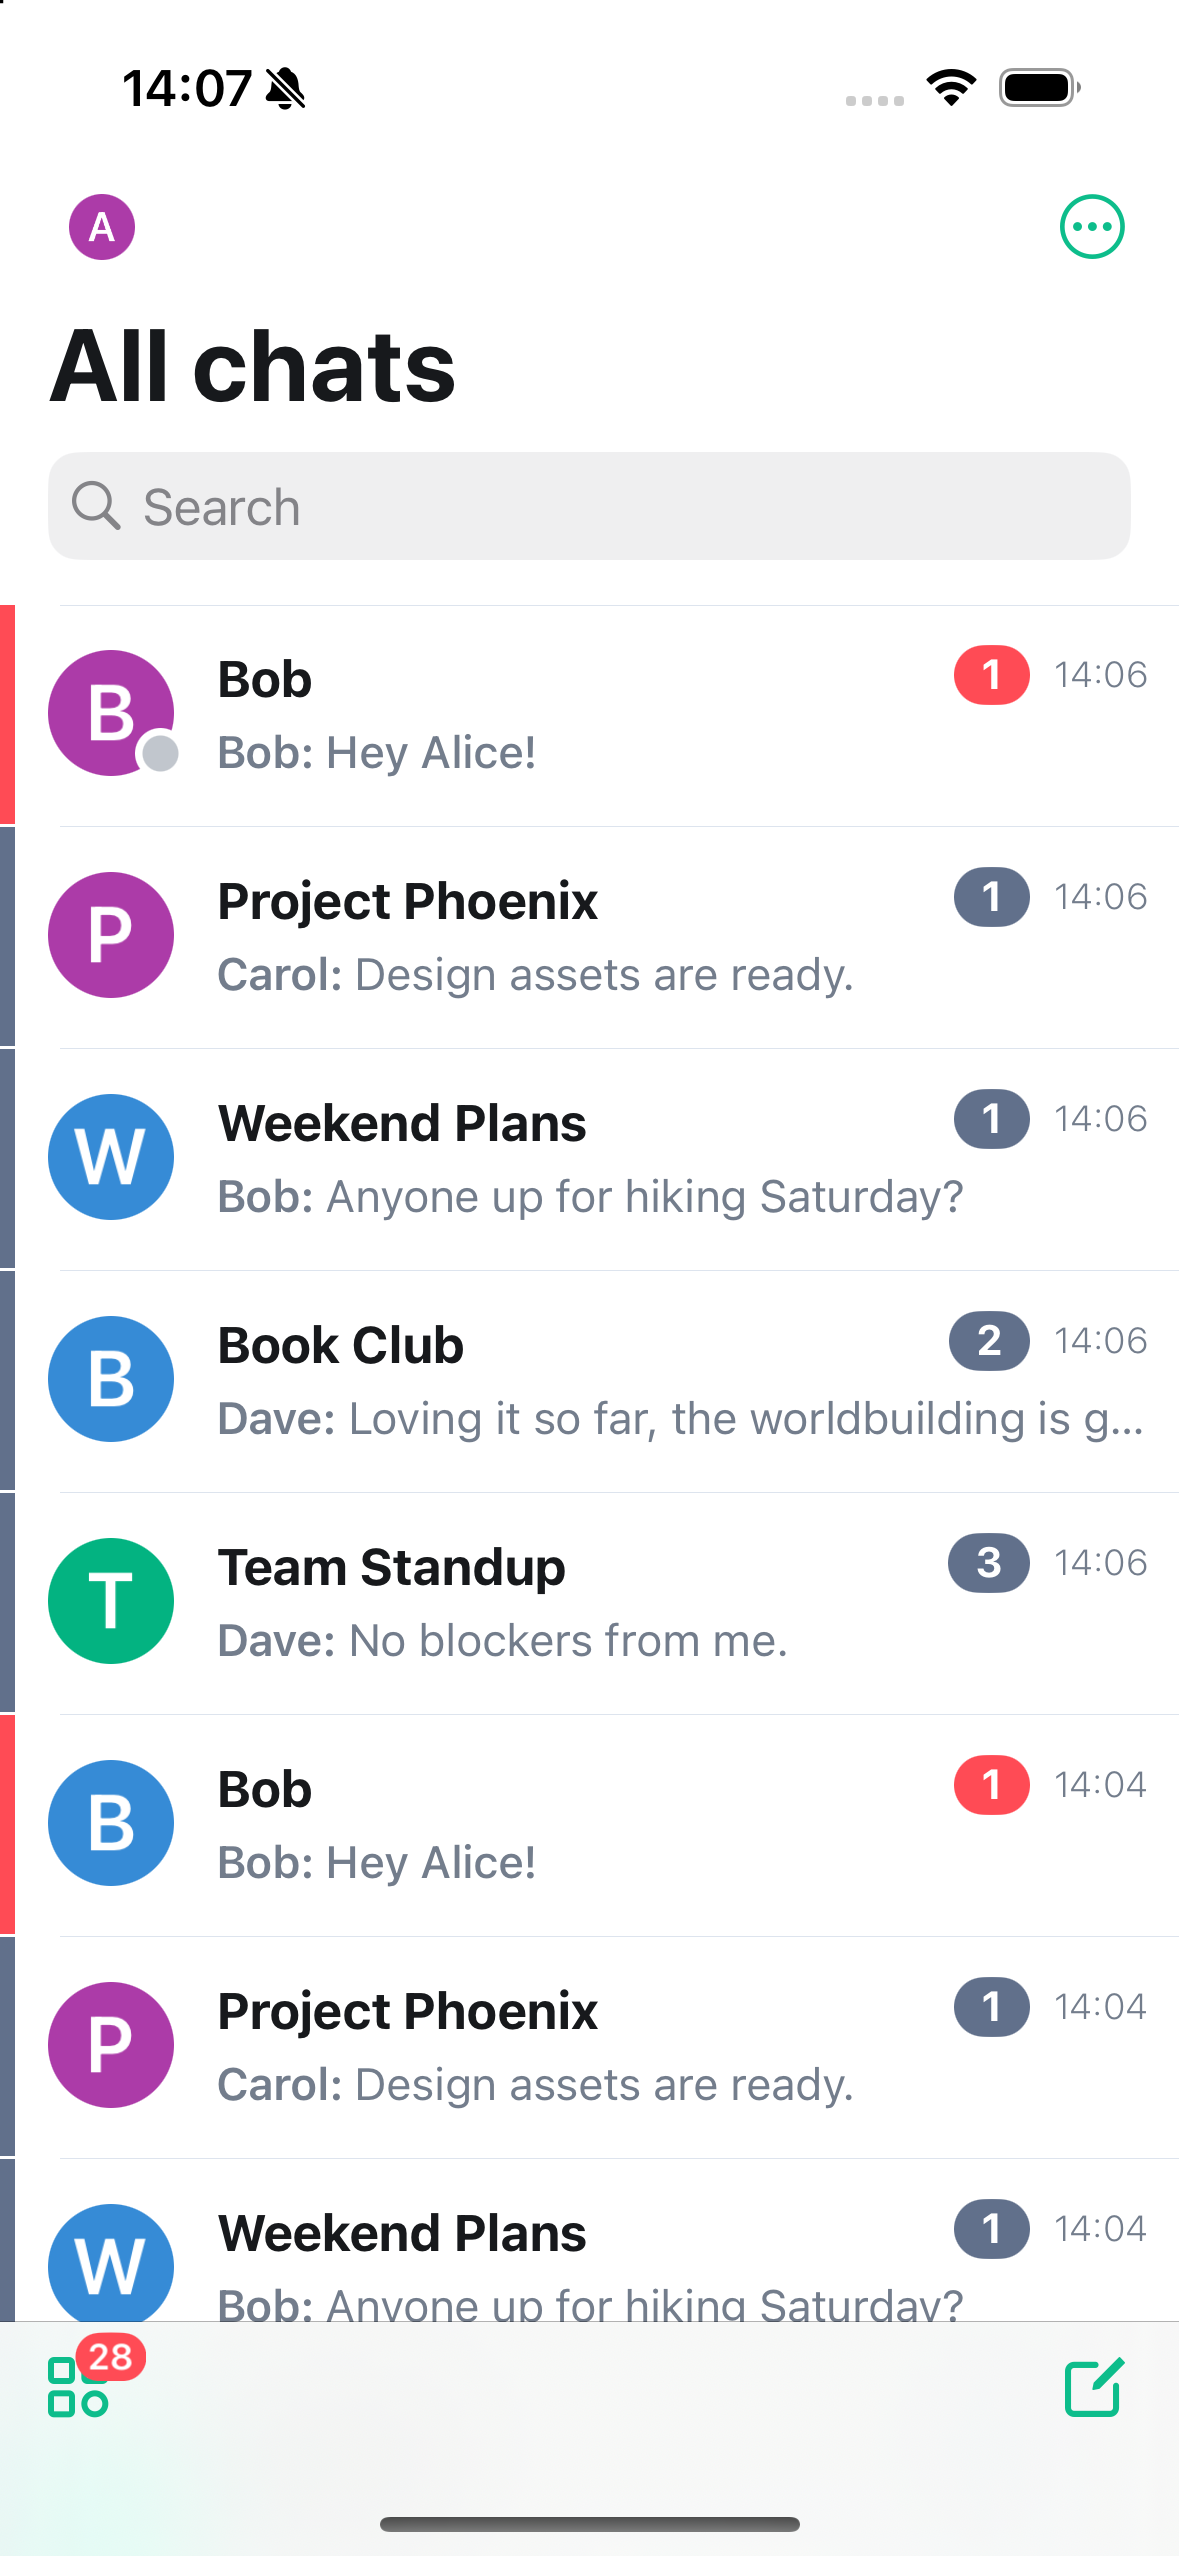 14:07
A
All chats
Search
B
Bob
1
14:06
Bob: Hey Alice!
P
Project Phoenix
1
14:06
Carol: Design assets are ready.
W
Weekend Plans
1
14:06
Bob: Anyone up for hiking Saturday?
B
Book Club
2
14:06
Dave: Loving it so far, the worldbuilding is g...
T
Team Standup
3
14:06
Dave: No blockers from me.
B
Bob
1
14:04
Bob: Hey Alice!
P
Project Phoenix
1
14:04
Carol: Design assets are ready.
W
Weekend Plans
1
14:04
Bob: Anyone up for hiking Saturday?
28